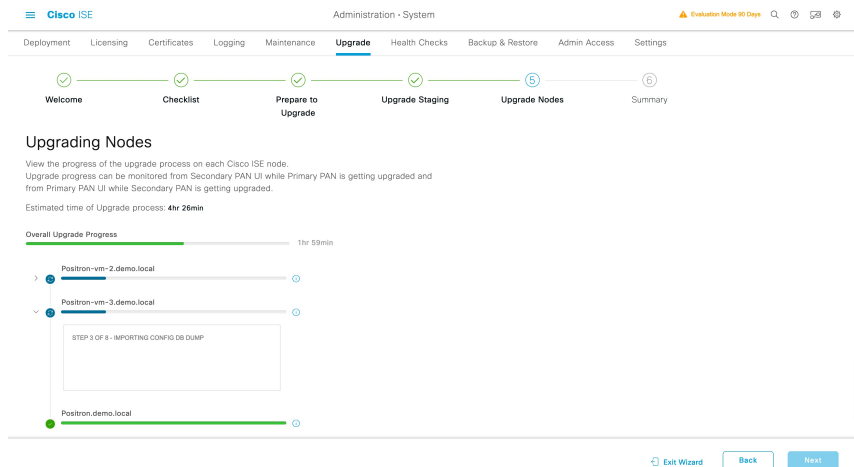 Cisco ISE
Administration · System
Evaluation Mode 90 Days
Deployment
Licensing
Certificates
Logging
Maintenance
Upgrade
Health Checks
Backup & Restore
Admin Access
Settings
Welcome
Checklist
Prepare to
Upgrade
Upgrade Staging
5
Upgrade Nodes
6
Summary
Upgrading Nodes
View the progress of the upgrade process on each Cisco ISE node.
Upgrade progress can be monitored from Secondary PAN UI while Primary PAN is getting upgraded and
from Primary PAN UI while Secondary PAN is getting upgraded.
Estimated time of Upgrade process: 4hr 26min
Overall Upgrade Progress
1hr 59min
Positron-vm-2.demo.local
Positron-vm-3.demo.local
STEP 3 OF 8 - IMPORTING CONFIG DB DUMP
Positron.demo.local
Exit Wizard
Back
Next